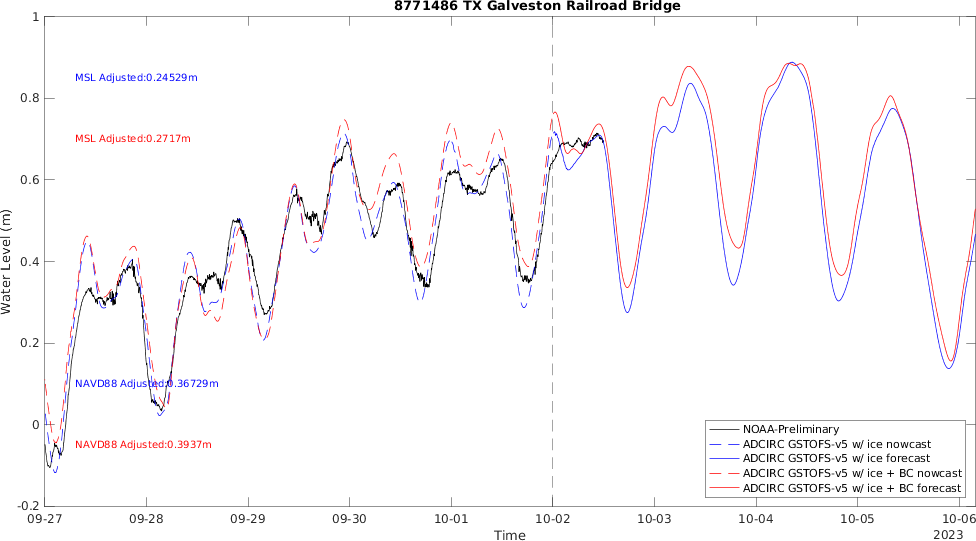 8771486 TX Galveston Railroad Bridge
1
0.8
0.6
0.4
0.2
0
-0.2
Water Level (m)
MSL Adjusted:0.24529m
MSL Adjusted:0.2717m
NAVD88 Adjusted:0.36729m
NAVD88 Adjusted:0.3937m
NOAA-Preliminary
ADCIRC GSTOFS-v5 w/ ice nowcast
ADCIRC GSTOFS-v5 w/ ice forecast
ADCIRC GSTOFS-v5 w/ ice + BC nowcast
ADCIRC GSTOFS-v5 w/ ice + BC forecast
09-27 09-28 09-29 09-30 10-01 10-02 10-03 10-04 10-05 10-06
Time
2023